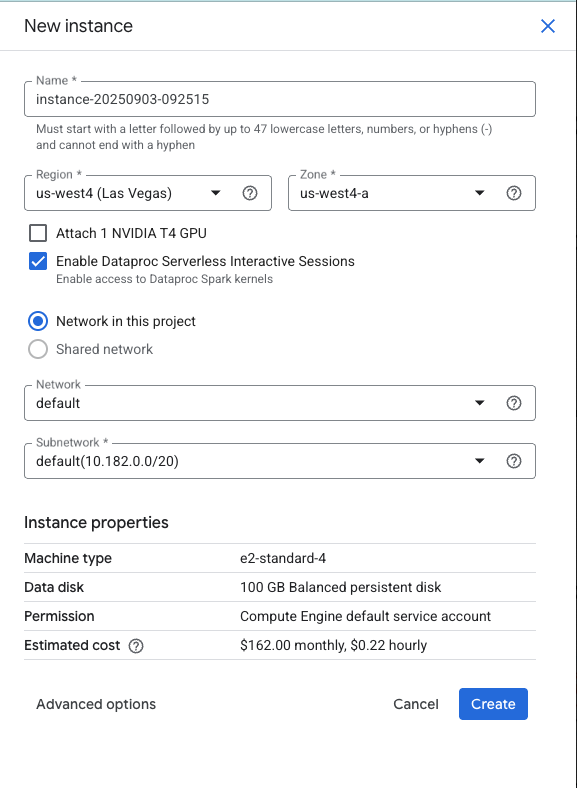 New instance
Name *
instance-20250903-092515
Must start with a letter followed by up to 47 lowercase letters, numbers, or hyphens (-)
and cannot end with a hyphen
Region *
us-west4 (Las Vegas)
Zone *
us-west4-a
Attach 1 NVIDIA T4 GPU
Enable Dataproc Serverless Interactive Sessions
Enable access to Dataproc Spark kernels
Network in this project
Shared network
Network
default
Subnetwork *
default(10.182.0.0/20)
Instance properties
Machine type e2-standard-4
Data disk 100 GB Balanced persistent disk
Permission Compute Engine default service account
Estimated cost $162.00 monthly, $0.22 hourly
Advanced options Cancel Create